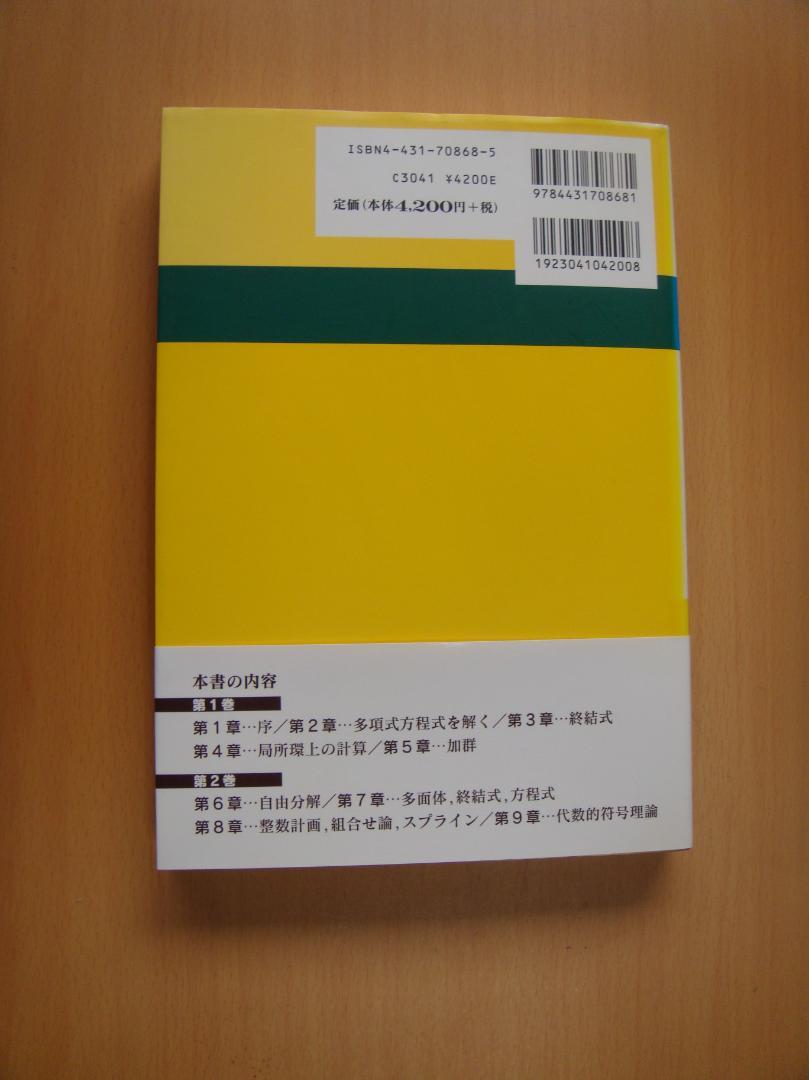 ISBN4-431-70868-5
C3041 ¥4200E
定価(本体4,200円+税)
9784431708681
1923041042008
本書の内容
第1巻
第1章…序／第2章…多項式方程式を解く／第3章…終結式
第4章…局所環上の計算／第5章…加群
第2巻
第6章…自由分解／第7章…多面体,終結式,方程式
第8章…整数計画,組合せ論,スプライン／第9章…代数的符号理論